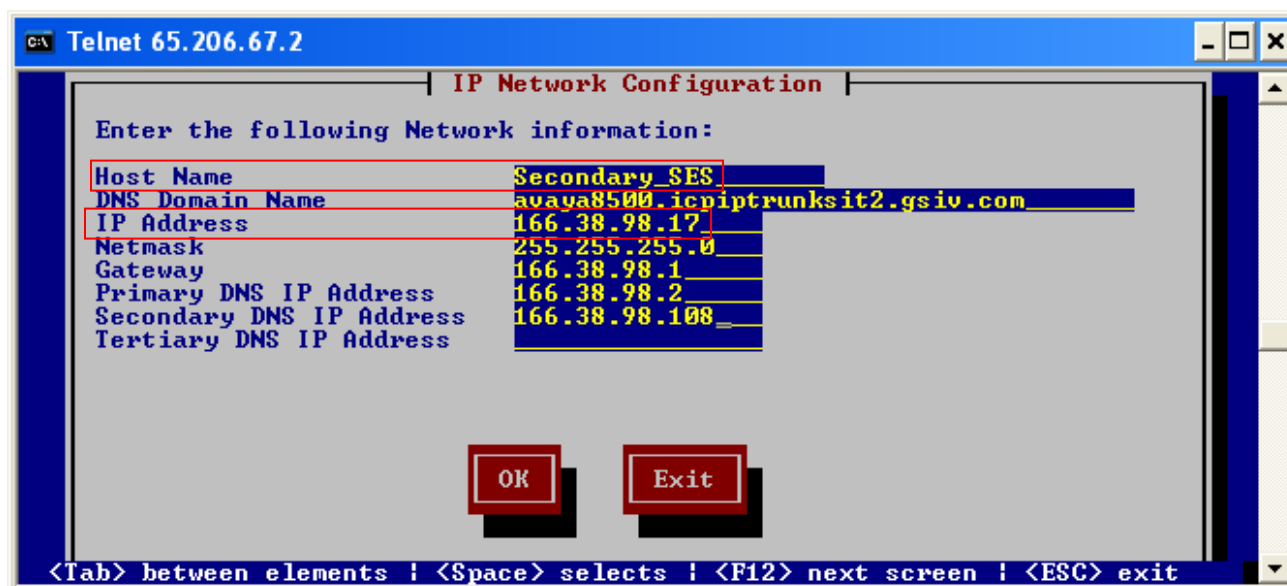 Telnet 65.206.67.2
IP Network Configuration
Enter the following Network information:
Host Name Secondary_SES
DNS Domain Name avaya8500.icpiptrunksit2.gsiv.com
IP Address 166.38.98.17
Netmask 255.255.255.0
Gateway 166.38.98.1
Primary DNS IP Address 166.38.98.2
Secondary DNS IP Address 166.38.98.108
Tertiary DNS IP Address
OK Exit
<Tab> between elements ¦ <Space> selects ¦ <F12> next screen ¦ <ESC> exit